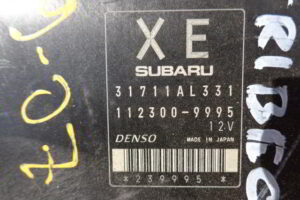 XE
SUBARU
31711AL331
112300-9995
12V
DENSO MADE IN JAPAN
*239995.*